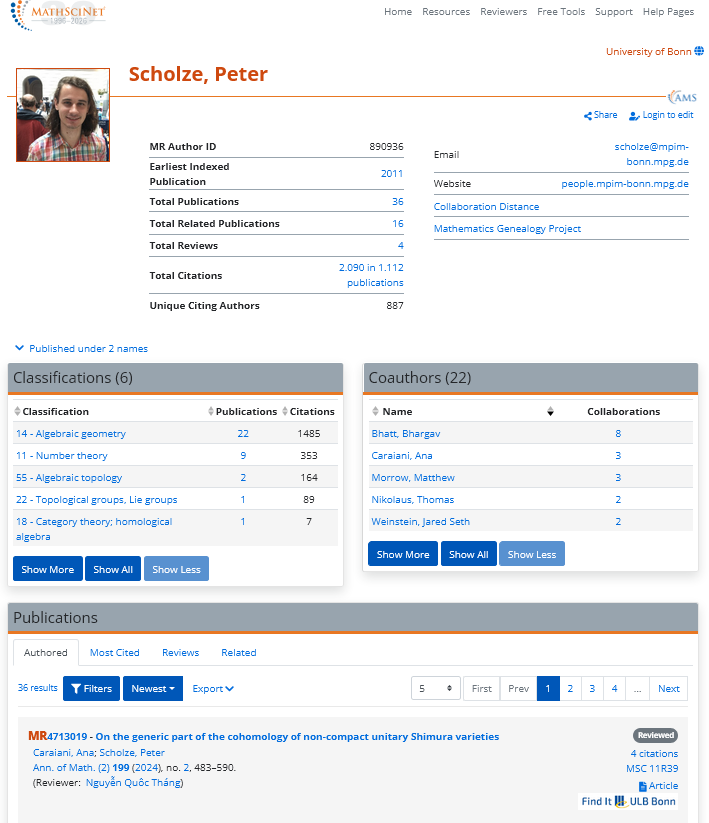 MATHSCINET
1996–2026
Home Resources Reviewers Free Tools Support Help Pages
University of Bonn
Scholze, Peter
AMS
Share Login to edit
MR Author ID 890936
Earliest Indexed Publication 2011
Total Publications 36
Total Related Publications 16
Total Reviews 4
Total Citations 2.090 in 1.112 publications
Unique Citing Authors 887
Email scholze@mpim-bonn.mpg.de
Website people.mpim-bonn.mpg.de
Collaboration Distance
Mathematics Genealogy Project
Published under 2 names
Classifications (6)
Classification Publications Citations
14 - Algebraic geometry 22 1485
11 - Number theory 9 353
55 - Algebraic topology 2 164
22 - Topological groups, Lie groups 1 89
18 - Category theory; homological algebra 1 7
Show More Show All Show Less
Coauthors (22)
Name Collaborations
Bhatt, Bhargav 8
Caraiani, Ana 3
Morrow, Matthew 3
Nikolaus, Thomas 2
Weinstein, Jared Seth 2
Show More Show All Show Less
Publications
Authored Most Cited Reviews Related
36 results Filters Newest Export 5 First Prev 1 2 3 4 ... Next
MR4713019 - On the generic part of the cohomology of non-compact unitary Shimura varieties Reviewed
Caraiani, Ana; Scholze, Peter 4 citations
Ann. of Math. (2) 199 (2024), no. 2, 483–590. MSC 11R39
(Reviewer: Nguyễn Quốc Thắng) Article
Find It ULB Bonn